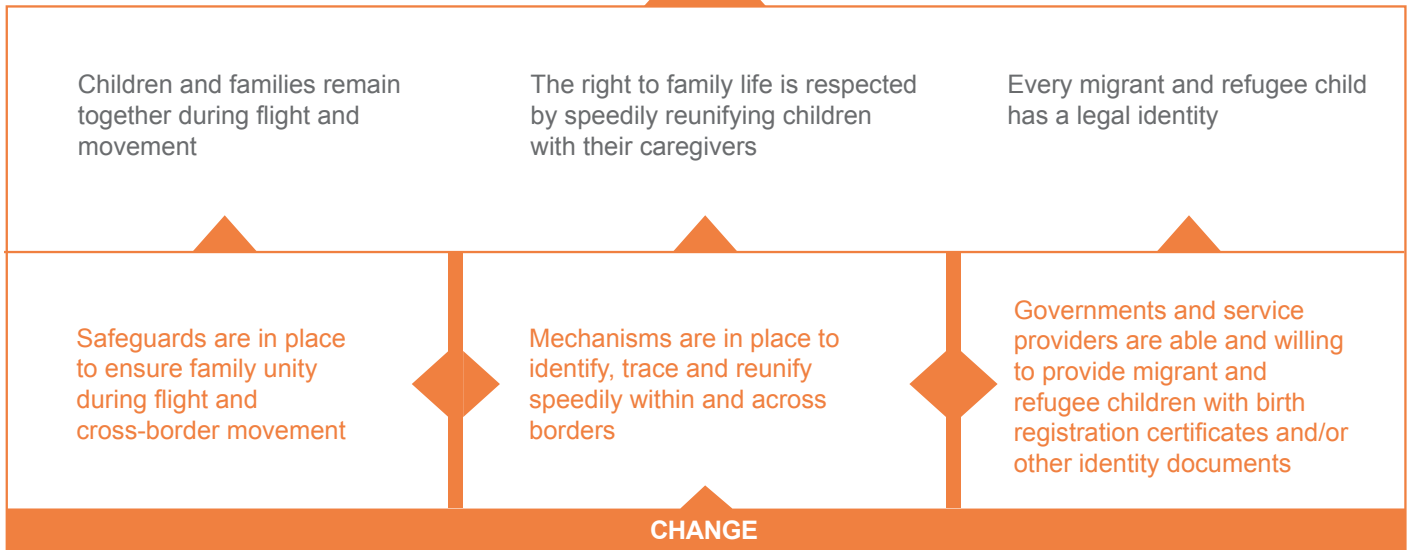 Children and families remain
together during flight and
movement
The right to family life is respected
by speedily reunifying children
with their caregivers
Every migrant and refugee child
has a legal identity
Safeguards are in place
to ensure family unity
during flight and
cross-border movement
Mechanisms are in place to
identify, trace and reunify
speedily within and across
borders
Governments and service
providers are able and willing
to provide migrant and
refugee children with birth
registration certificates and/or
other identity documents
CHANGE